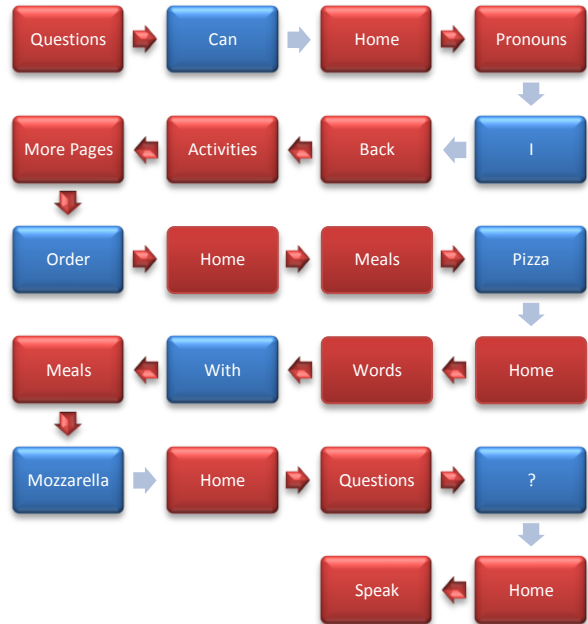 Questions
Can
Home
Pronouns
I
Back
Activities
More Pages
Order
Home
Meals
Pizza
Home
Words
With
Meals
Mozzarella
Home
Questions
?
Home
Speak